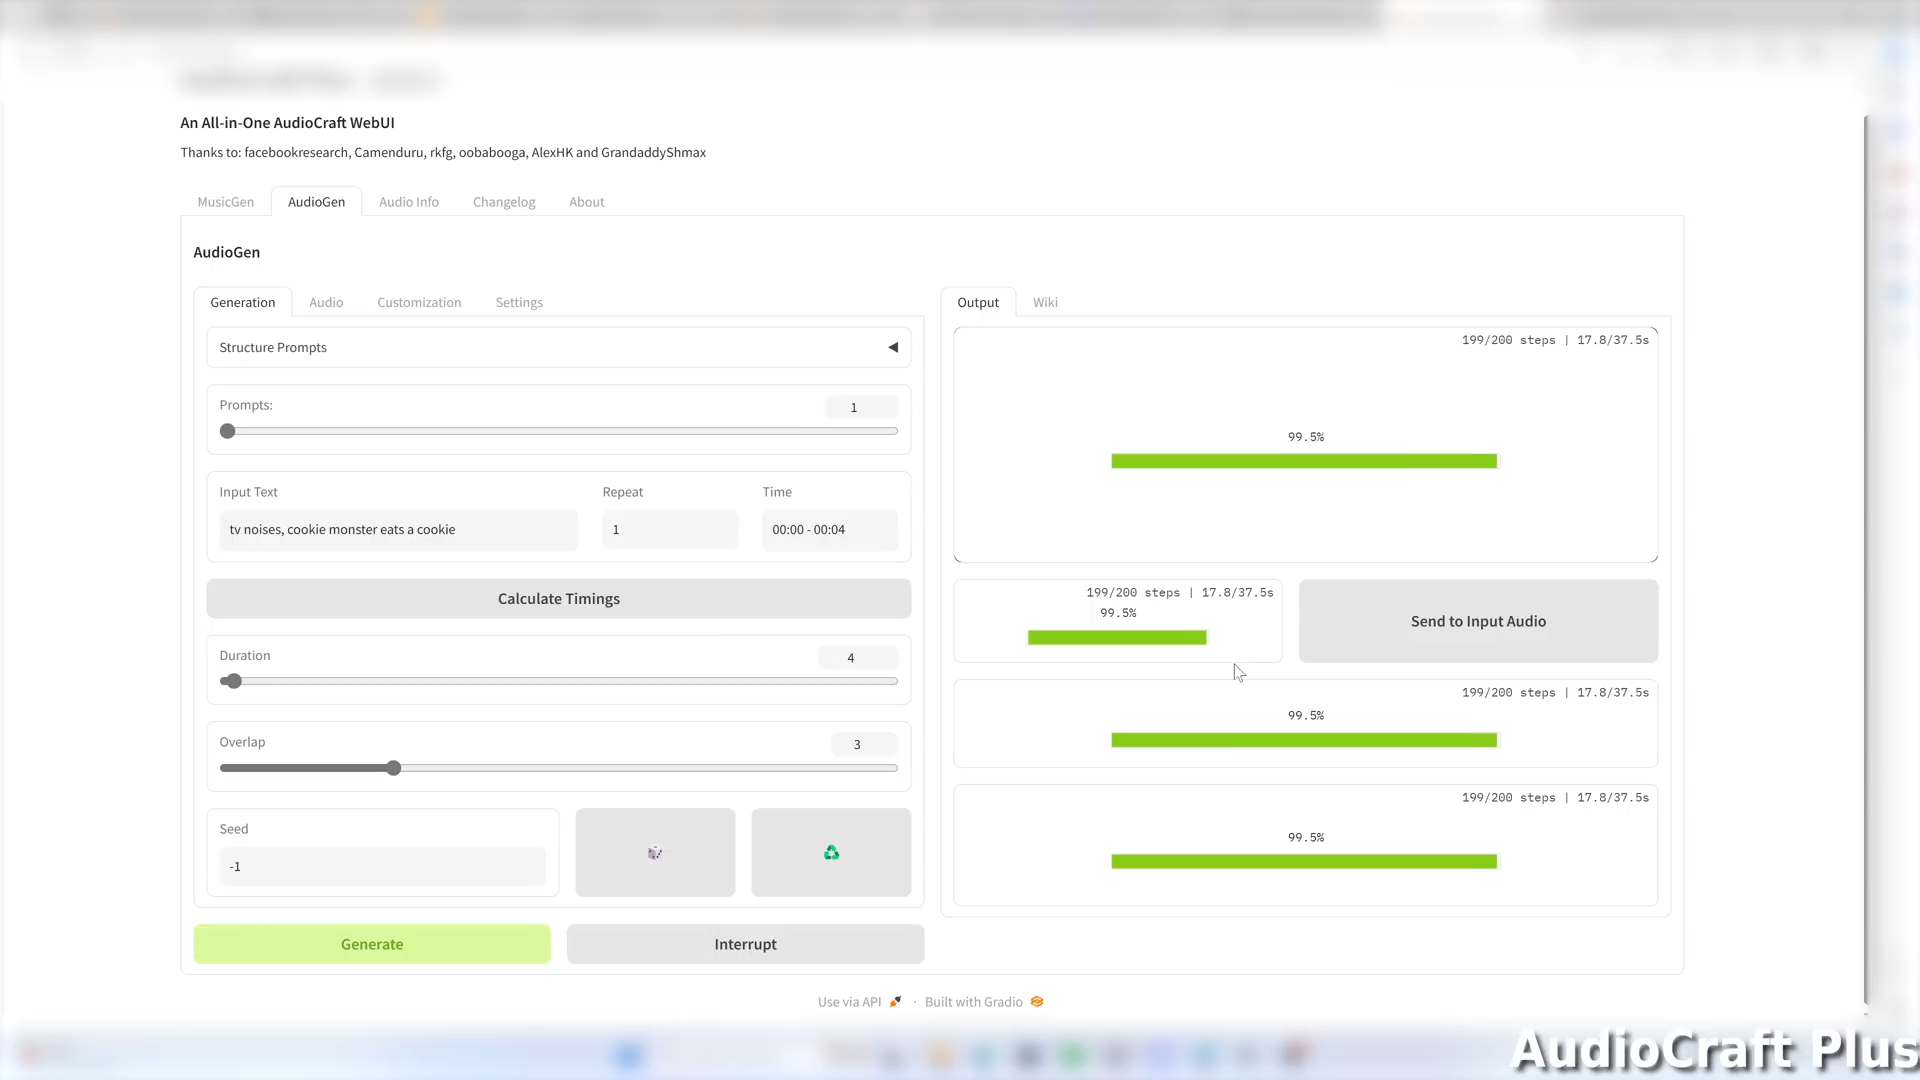 An All-in-One AudioCraft WebUI
Thanks to: facebookresearch, Camenduru, rkfg, oobabooga, AlexHK and GrandaddyShmax
MusicGen AudioGen Audio Info Changelog About
AudioGen
Generation Audio Customization Settings
Structure Prompts
Prompts: 1
Input Text Repeat Time
tv noises, cookie monster eats a cookie 1 00:00 - 00:04
Calculate Timings
Duration 4
Overlap 3
Seed
-1
Generate Interrupt
Output Wiki
199/200 steps | 17.8/37.5s
99.5%
199/200 steps | 17.8/37.5s
99.5%
Send to Input Audio
199/200 steps | 17.8/37.5s
99.5%
199/200 steps | 17.8/37.5s
99.5%
Use via API · Built with Gradio
AudioCraft Plus